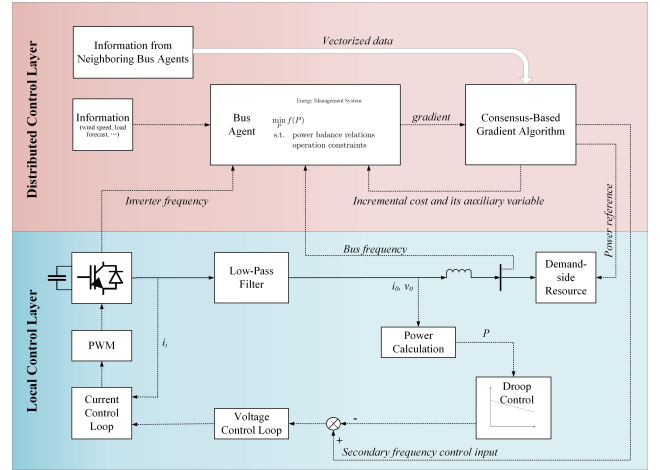 Distributed Control Layer
Information from
Neighboring Bus Agents
Vectorized data
Information
(wind speed, load
forecast, ···)
Energy Management System
Bus
Agent
min f(P)
P
s.t. power balance relations
operation constraints
gradient
Consensus-Based
Gradient Algorithm
Inverter frequency
Incremental cost and its auxiliary variable
Power reference
Local Control Layer
Bus frequency
Low-Pass
Filter
i₀, v₀
Demand-
side
Resource
PWM
Power
Calculation
P
Droop
Control
Current
Control
Loop
Voltage
Control Loop
-
+
Secondary frequency control input